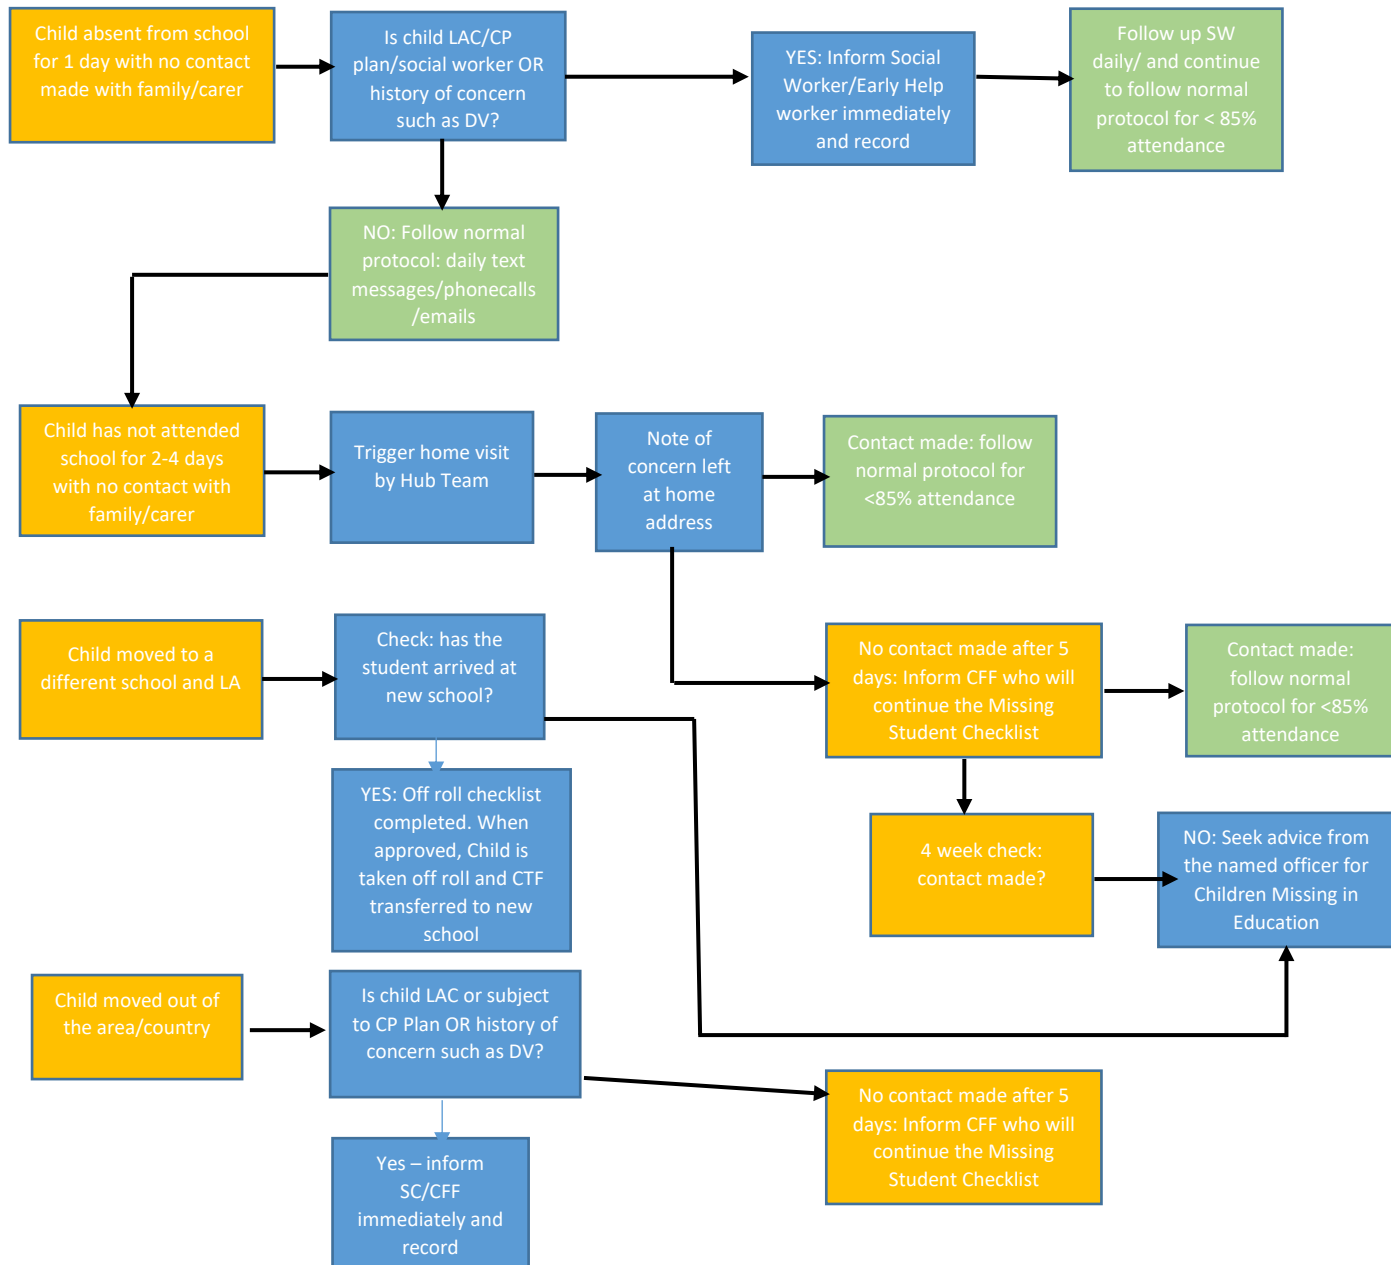 Child absent from school
for 1 day with no contact
made with family/carer
Is child LAC/CP
plan/social worker OR
history of concern
such as DV?
YES: Inform Social
Worker/Early Help
worker immediately
and record
Follow up SW
daily/ and continue
to follow normal
protocol for < 85%
attendance
NO: Follow normal
protocol: daily text
messages/phonecalls
/emails
Child has not attended
school for 2-4 days
with no contact with
family/carer
Trigger home visit
by Hub Team
Note of
concern left
at home
address
Contact made: follow
normal protocol for
<85% attendance
Child moved to a
different school and LA
Check: has the
student arrived at
new school?
No contact made after 5
days: Inform CFF who will
continue the Missing
Student Checklist
Contact made:
follow normal
protocol for <85%
attendance
YES: Off roll checklist
completed. When
approved, Child is
taken off roll and CTF
transferred to new
school
4 week check:
contact made?
NO: Seek advice from
the named officer for
Children Missing in
Education
Child moved out of
the area/country
Is child LAC or subject
to CP Plan OR history of
concern such as DV?
No contact made after 5
days: Inform CFF who will
continue the Missing
Student Checklist
Yes – inform
SC/CFF
immediately and
record